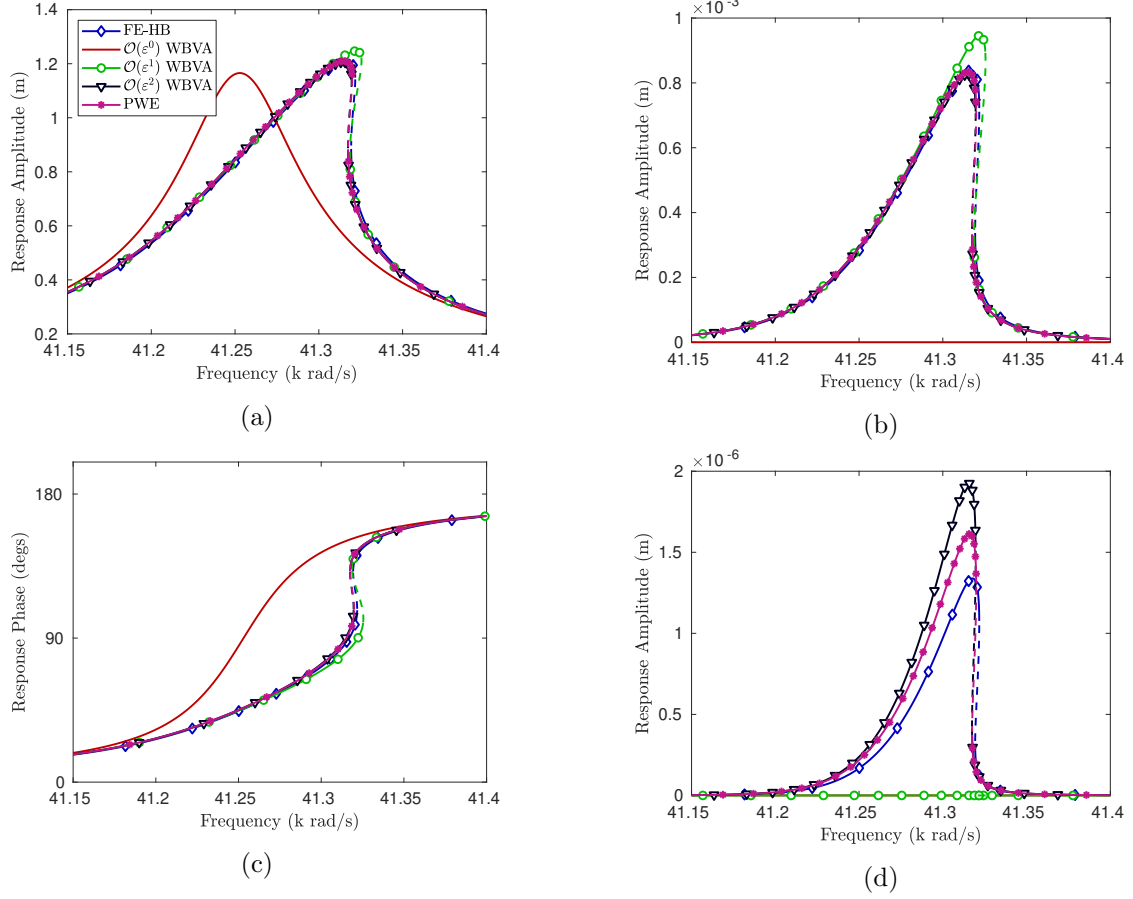 1.4
1.2
1
0.8
0.6
0.4
0.2
41.15 41.2 41.25 41.3 41.35 41.4
Response Amplitude (m)
Frequency (k rad/s)
FE-HB
𝒪(ε⁰) WBVA
𝒪(ε¹) WBVA
𝒪(ε²) WBVA
PWE
(a)
×10⁻³
1
0.8
0.6
0.4
0.2
0
41.15 41.2 41.25 41.3 41.35 41.4
Response Amplitude (m)
Frequency (k rad/s)
(b)
180
90
0
41.15 41.2 41.25 41.3 41.35 41.4
Response Phase (degs)
Frequency (k rad/s)
(c)
×10⁻⁶
2
1.5
1
0.5
0
41.15 41.2 41.25 41.3 41.35 41.4
Response Amplitude (m)
Frequency (k rad/s)
(d)